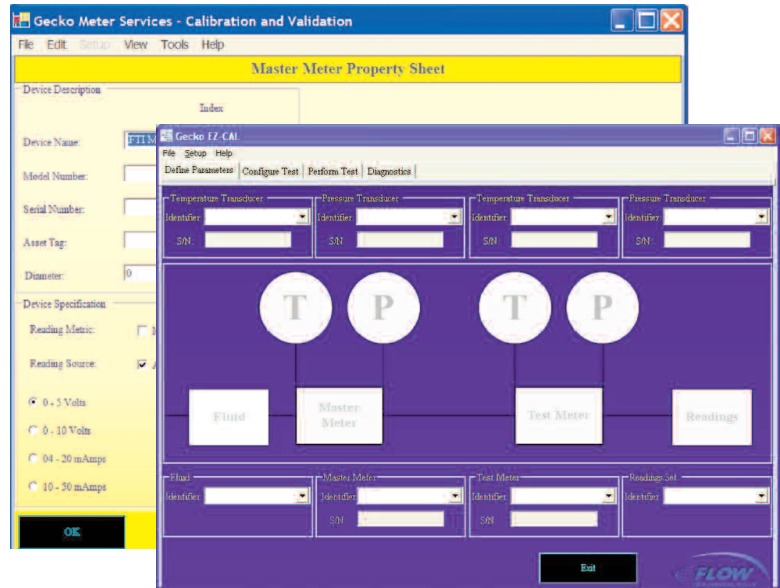 Gecko Meter Services - Calibration and Validation
File Edit Setup View Tools Help
Master Meter Property Sheet
Device Description
Index
Device Name: FTI M
Model Number:
Serial Number:
Asset Tag:
Diameter: 0
Device Specification
Reading Metric:
Reading Source:
0 - 5 Volts
0 - 10 Volts
04 - 20 mAmps
10 - 50 mAmps
OK
Gecko EZ-CAL
File Setup Help
Define Parameters Configure Test Perform Test Diagnostics
Temperature Transducer Pressure Transducer Temperature Transducer Pressure Transducer
Identifier Identifier Identifier Identifier
S/N S/N S/N S/N
T P T P
Fluid Master Meter Test Meter Readings
Fluid Master Meter Test Meter Readings Set
Identifier Identifier Identifier Identifier
S/N S/N
Exit
FLOW